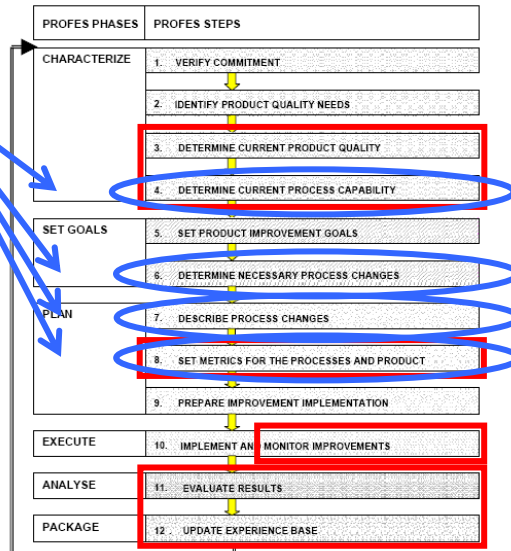 PROFES PHASES PROFES STEPS
CHARACTERIZE 1. VERIFY COMMITMENT
2. IDENTIFY PRODUCT QUALITY NEEDS
3. DETERMINE CURRENT PRODUCT QUALITY
4. DETERMINE CURRENT PROCESS CAPABILITY
SET GOALS 5. SET PRODUCT IMPROVEMENT GOALS
6. DETERMINE NECESSARY PROCESS CHANGES
PLAN 7. DESCRIBE PROCESS CHANGES
8. SET METRICS FOR THE PROCESSES AND PRODUCT
9. PREPARE IMPROVEMENT IMPLEMENTATION
EXECUTE 10. IMPLEMENT AND MONITOR IMPROVEMENTS
ANALYSE 11. EVALUATE RESULTS
PACKAGE 12. UPDATE EXPERIENCE BASE